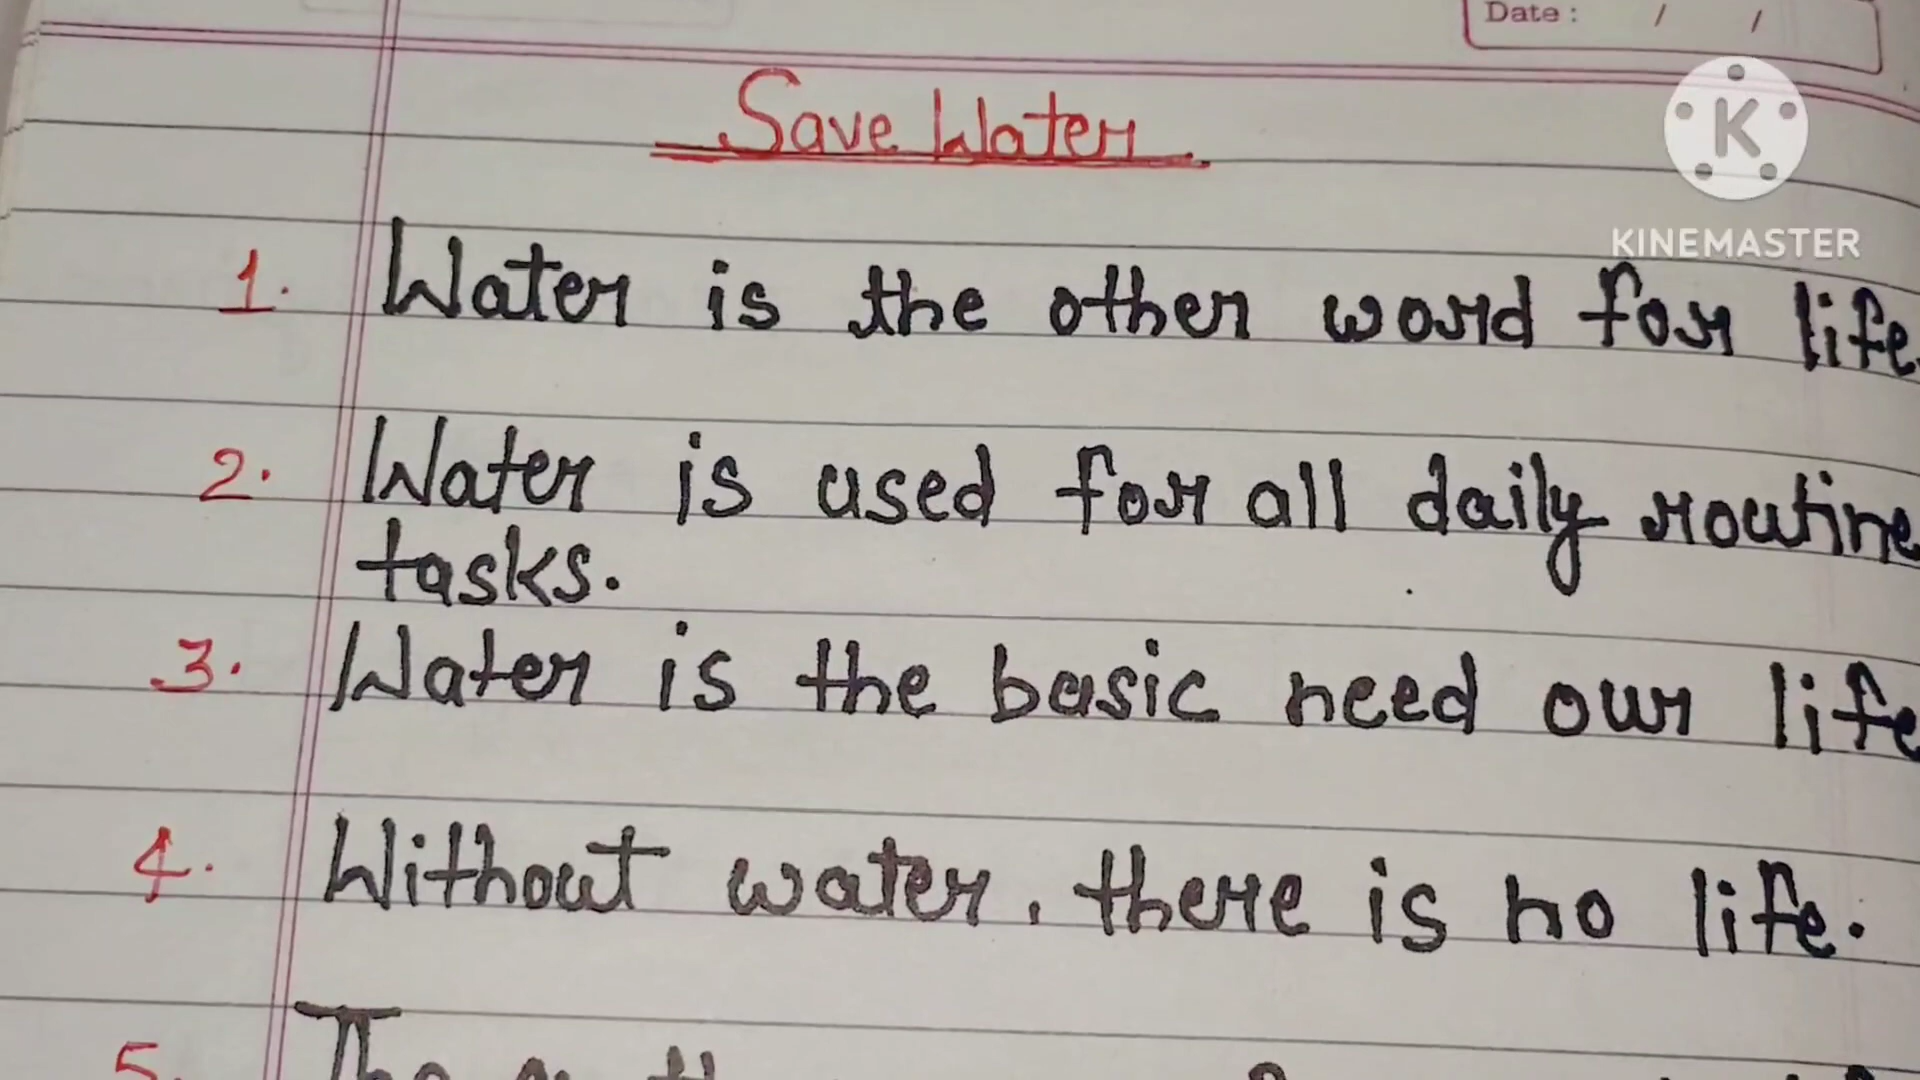 Date : / /
Save Water
KINEMASTER
1. Water is the other word for life.
2. Water is used for all daily routine
tasks.
3. Water is the basic need our life
4. Without water, there is no life.
5.